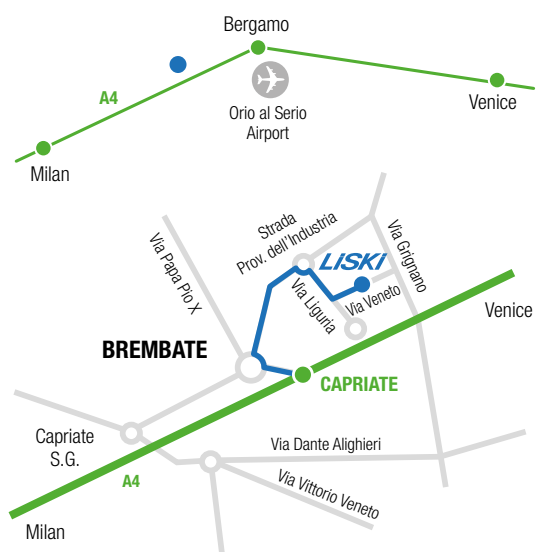 Bergamo
A4
Orio al Serio
Airport
Venice
Milan
Strada
Prov. dell'Industria
Via Papa Pio X
LiSKi
Via Grignano
Via Liguria
Via Veneto
Venice
BREMBATE
CAPRIATE
Capriate
S.G.
Via Dante Alighieri
A4
Via Vittorio Veneto
Milan